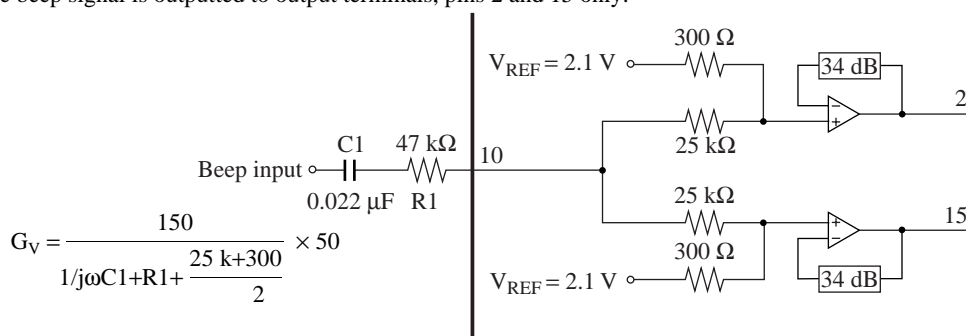 e beep signal is outputted to output terminals, pins 2 and 15 only.
300 Ω
V_REF = 2.1 V
34 dB
2
25 kΩ
C1 47 kΩ 10
Beep input
0.022 μF R1
25 kΩ
15
300 Ω
V_REF = 2.1 V
34 dB
G_V = 150 / (1/jωC1+R1+ (25 k+300)/2) × 50